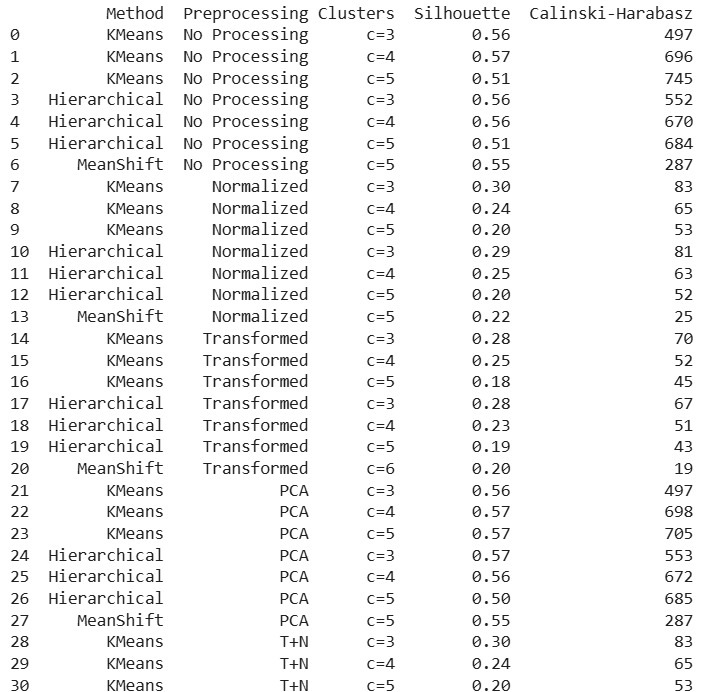 Method Preprocessing Clusters Silhouette Calinski-Harabasz
0 KMeans No Processing c=3 0.56 497
1 KMeans No Processing c=4 0.57 696
2 KMeans No Processing c=5 0.51 745
3 Hierarchical No Processing c=3 0.56 552
4 Hierarchical No Processing c=4 0.56 670
5 Hierarchical No Processing c=5 0.51 684
6 MeanShift No Processing c=5 0.55 287
7 KMeans Normalized c=3 0.30 83
8 KMeans Normalized c=4 0.24 65
9 KMeans Normalized c=5 0.20 53
10 Hierarchical Normalized c=3 0.29 81
11 Hierarchical Normalized c=4 0.25 63
12 Hierarchical Normalized c=5 0.20 52
13 MeanShift Normalized c=5 0.22 25
14 KMeans Transformed c=3 0.28 70
15 KMeans Transformed c=4 0.25 52
16 KMeans Transformed c=5 0.18 45
17 Hierarchical Transformed c=3 0.28 67
18 Hierarchical Transformed c=4 0.23 51
19 Hierarchical Transformed c=5 0.19 43
20 MeanShift Transformed c=6 0.20 19
21 KMeans PCA c=3 0.56 497
22 KMeans PCA c=4 0.57 698
23 KMeans PCA c=5 0.57 705
24 Hierarchical PCA c=3 0.57 553
25 Hierarchical PCA c=4 0.56 672
26 Hierarchical PCA c=5 0.50 685
27 MeanShift PCA c=5 0.55 287
28 KMeans T+N c=3 0.30 83
29 KMeans T+N c=4 0.24 65
30 KMeans T+N c=5 0.20 53